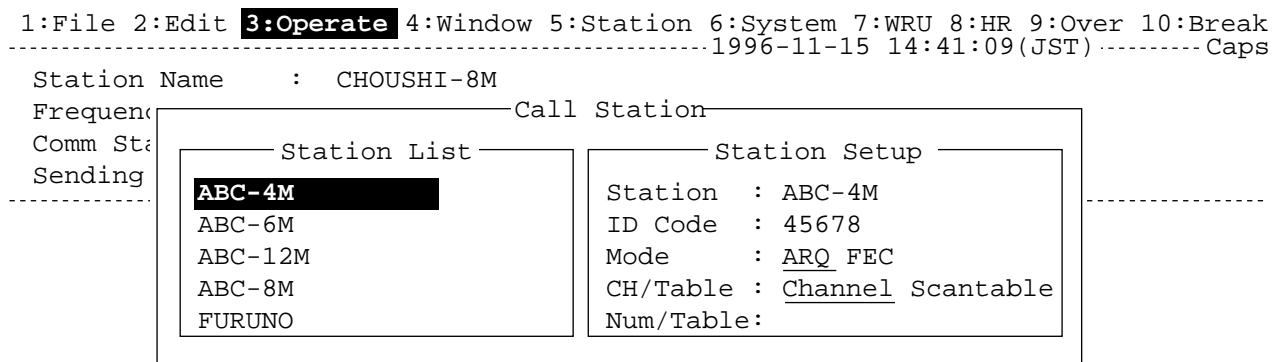 1:File 2:Edit 3:Operate 4:Window 5:Station 6:System 7:WRU 8:HR 9:Over 10:Break
1996-11-15 14:41:09(JST) Caps
Station Name : CHOUSHI-8M
Frequenc
Comm Sta
Sending
Call Station
Station List
ABC-4M
ABC-6M
ABC-12M
ABC-8M
FURUNO
Station Setup
Station : ABC-4M
ID Code : 45678
Mode : ARQ FEC
CH/Table : Channel Scantable
Num/Table: